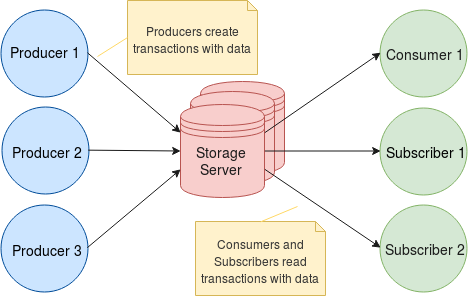 Producer 1
Producers create
transactions with data
Consumer 1
Producer 2
Storage
Server
Subscriber 1
Producer 3
Consumers and
Subscribers read
transactions with data
Subscriber 2